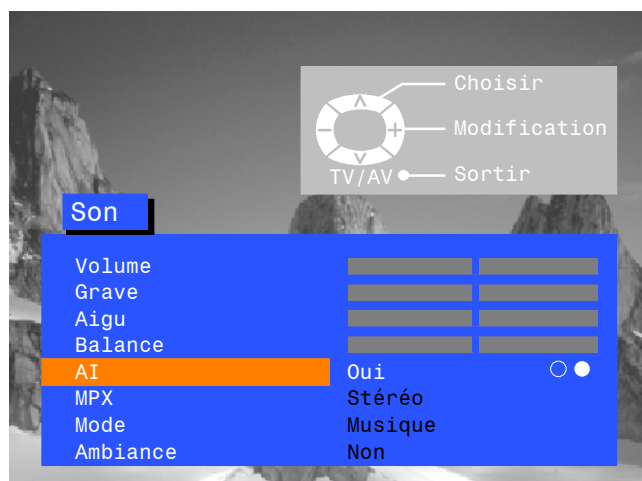 Choisir
Modification
TV/AV Sortir
Son
Volume
Grave
Aigu
Balance
AI Oui
MPX Stéréo
Mode Musique
Ambiance Non